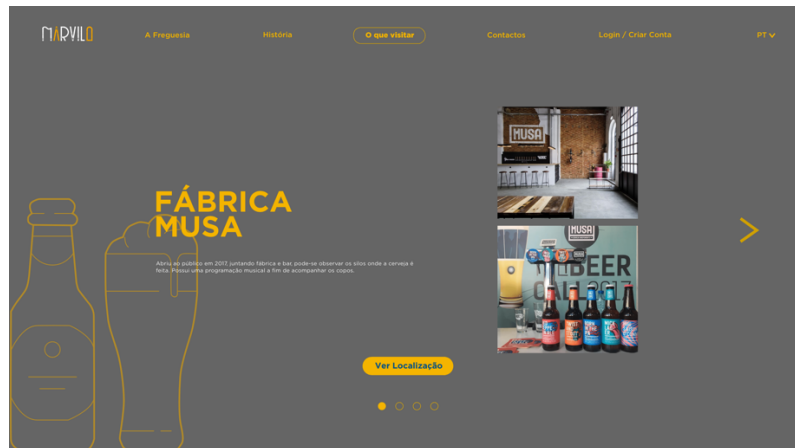 MARVILO
A Freguesia
História
O que visitar
Contactos
Login / Criar Conta
PT
MUSA
FÁBRICA
MUSA
MUSA
BEER
Abriu ao público em 2017, juntando fábrica e bar, pode-se observar os silos onde a cerveja é
feita. Possui uma programação musical a fim de acompanhar os copos.
Ver Localização